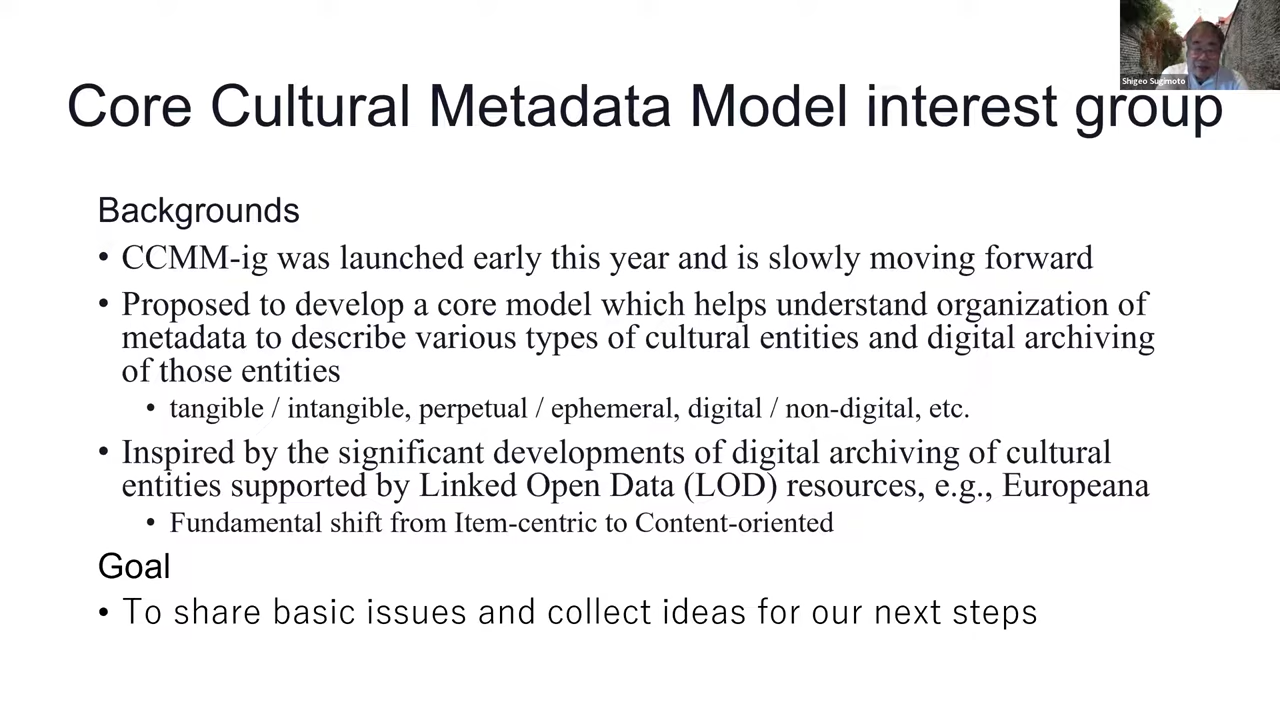 Shigeo Sugimoto
Core Cultural Metadata Model interest group
Backgrounds
• CCMM-ig was launched early this year and is slowly moving forward
• Proposed to develop a core model which helps understand organization of
metadata to describe various types of cultural entities and digital archiving
of those entities
• tangible / intangible, perpetual / ephemeral, digital / non-digital, etc.
• Inspired by the significant developments of digital archiving of cultural
entities supported by Linked Open Data (LOD) resources, e.g., Europeana
• Fundamental shift from Item-centric to Content-oriented
Goal
• To share basic issues and collect ideas for our next steps